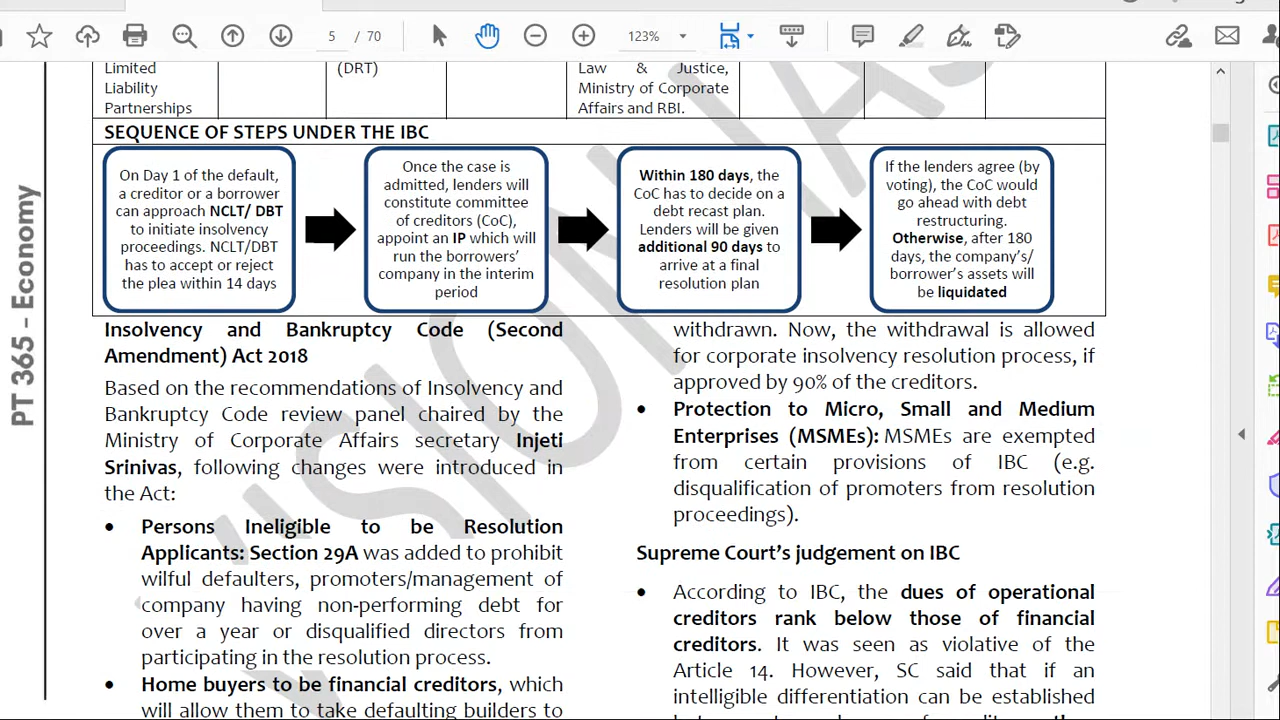 5 / 70
123%
Limited
Liability
Partnerships
(DRT)
Law & Justice,
Ministry of Corporate
Affairs and RBI.
SEQUENCE OF STEPS UNDER THE IBC
On Day 1 of the default,
a creditor or a borrower
can approach NCLT/ DBT
to initiate insolvency
proceedings. NCLT/DBT
has to accept or reject
the plea within 14 days
Once the case is
admitted, lenders will
constitute committee
of creditors (CoC),
appoint an IP which will
run the borrowers'
company in the interim
period
Within 180 days, the
CoC has to decide on a
debt recast plan.
Lenders will be given
additional 90 days to
arrive at a final
resolution plan
If the lenders agree (by
voting), the CoC would
go ahead with debt
restructuring.
Otherwise, after 180
days, the company's/
borrower's assets will
be liquidated
PT 365 - Economy
Insolvency and Bankruptcy Code (Second
Amendment) Act 2018
Based on the recommendations of Insolvency and
Bankruptcy Code review panel chaired by the
Ministry of Corporate Affairs secretary Injeti
Srinivas, following changes were introduced in
the Act:
• Persons Ineligible to be Resolution
Applicants: Section 29A was added to prohibit
wilful defaulters, promoters/management of
company having non-performing debt for
over a year or disqualified directors from
participating in the resolution process.
• Home buyers to be financial creditors, which
will allow them to take defaulting builders to
withdrawn. Now, the withdrawal is allowed
for corporate insolvency resolution process, if
approved by 90% of the creditors.
• Protection to Micro, Small and Medium
Enterprises (MSMEs): MSMEs are exempted
from certain provisions of IBC (e.g.
disqualification of promoters from resolution
proceedings).
Supreme Court's judgement on IBC
• According to IBC, the dues of operational
creditors rank below those of financial
creditors. It was seen as violative of the
Article 14. However, SC said that if an
intelligible differentiation can be established
"SIONIAS